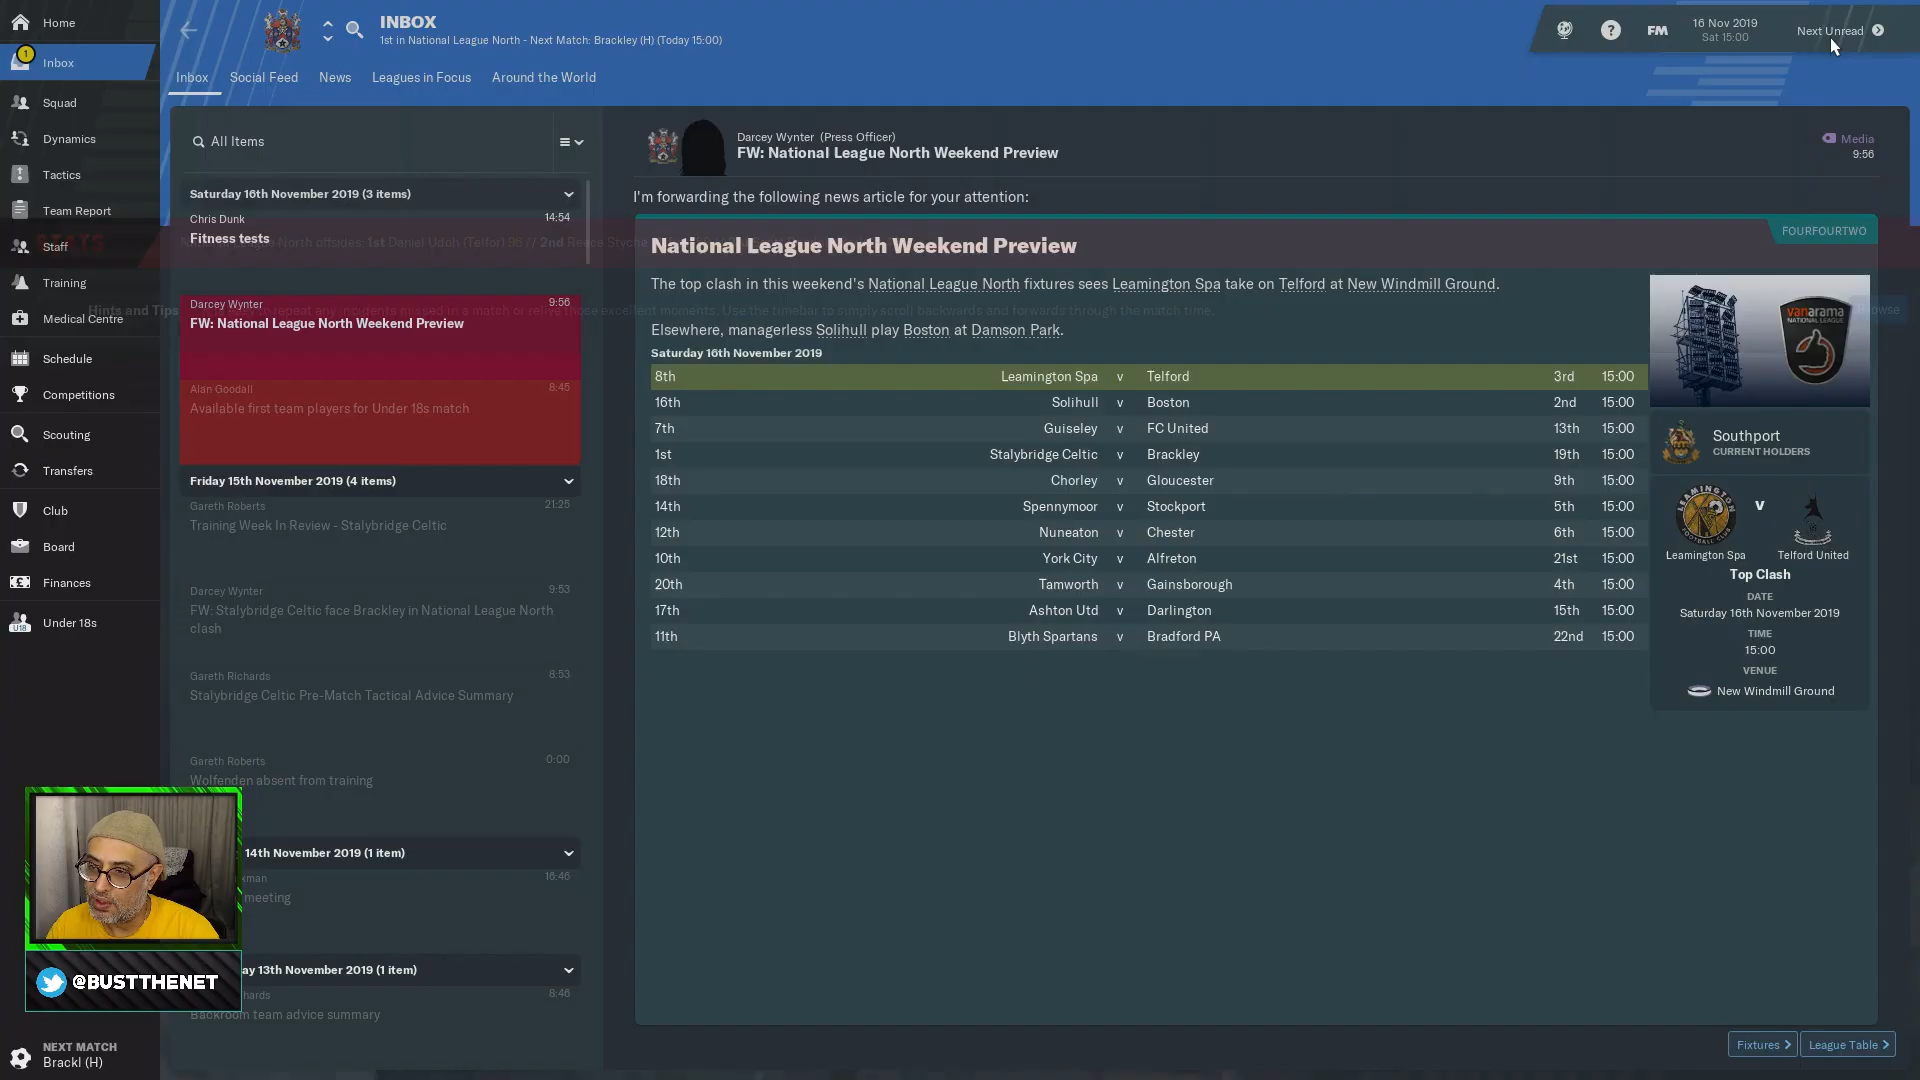 Home
INBOX
1st in National League North - Next Match: Brackley (H) (Today 15:00)
FM
16 Nov 2019
Sat 15:00
Next Unread
1
Inbox
Inbox Social Feed News Leagues in Focus Around the World
Squad
Dynamics
Tactics
Team Report
Staff
Training
Medical Centre
Schedule
Competitions
Scouting
Transfers
Club
Board
Finances
U18
Under 18s
NEXT MATCH
Brackl (H)
All Items
Saturday 16th November 2019 (3 items)
Chris Dunk 14:54
Fitness tests
Darcey Wynter 9:56
FW: National League North Weekend Preview
Alan Goodall 8:45
Available first team players for Under 18s match
Friday 15th November 2019 (4 items)
Gareth Roberts 21:25
Training Week In Review - Stalybridge Celtic
Darcey Wynter 9:53
FW: Stalybridge Celtic face Brackley in National League North
clash
Gareth Richards 8:53
Stalybridge Celtic Pre-Match Tactical Advice Summary
Gareth Roberts 0:00
Wolfenden absent from training
14th November 2019 (1 item)
kman 16:46
meeting
ay 13th November 2019 (1 item)
hards 8:46
Backroom team advice summary
@BUSTTHENET
Darcey Wynter (Press Officer)
FW: National League North Weekend Preview
Media
9:56
I'm forwarding the following news article for your attention:
FOURFOURTWO
National League North Weekend Preview
The top clash in this weekend's National League North fixtures sees Leamington Spa take on Telford at New Windmill Ground.
Elsewhere, managerless Solihull play Boston at Damson Park.
Saturday 16th November 2019
8th Leamington Spa v Telford 3rd 15:00
16th Solihull v Boston 2nd 15:00
7th Guiseley v FC United 13th 15:00
1st Stalybridge Celtic v Brackley 19th 15:00
18th Chorley v Gloucester 9th 15:00
14th Spennymoor v Stockport 5th 15:00
12th Nuneaton v Chester 6th 15:00
10th York City v Alfreton 21st 15:00
20th Tamworth v Gainsborough 4th 15:00
17th Ashton Utd v Darlington 15th 15:00
11th Blyth Spartans v Bradford PA 22nd 15:00
vanarama
NATIONAL LEAGUE
Southport
CURRENT HOLDERS
LEAMINGTON
v
Leamington Spa Telford United
Top Clash
DATE
Saturday 16th November 2019
TIME
15:00
VENUE
New Windmill Ground
Fixtures
League Table